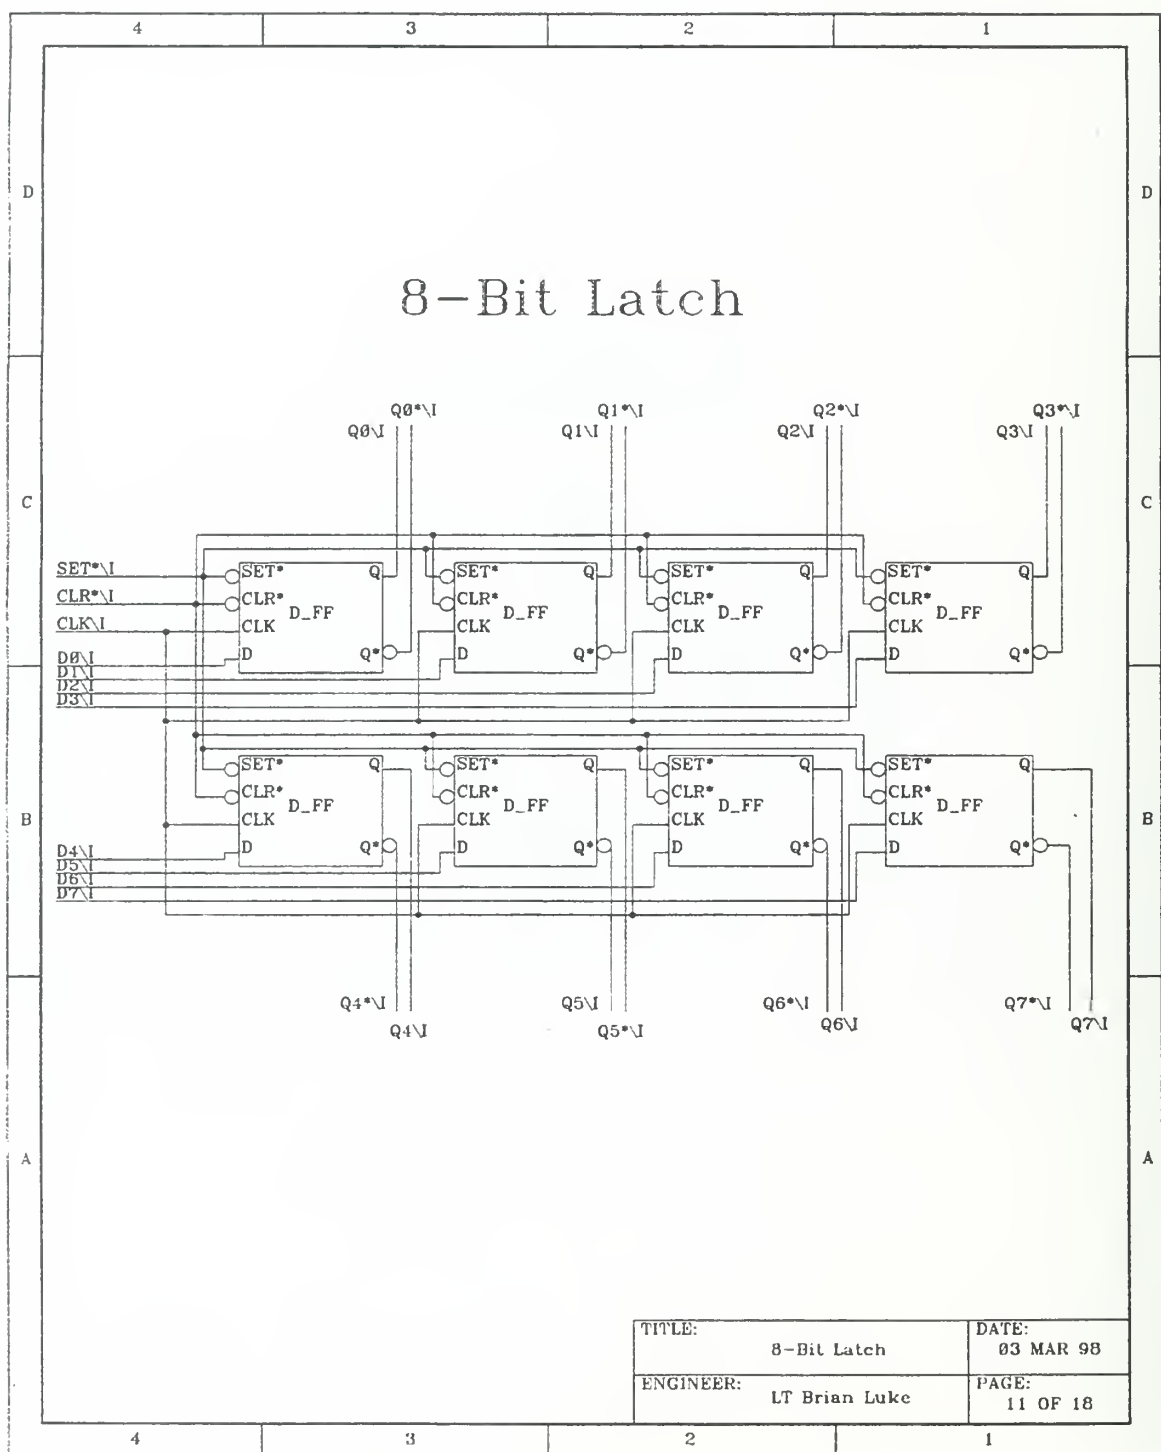 4 3 2 1
D D
8-Bit Latch
Q0*\I Q1*\I Q2*\I Q3*\I
Q0\I Q1\I Q2\I Q3\I
C C
SET*\I
CLR*\I
CLK\I
D0\I
D1\I
D2\I
D3\I
SET* Q
CLR*
D_FF
CLK
D Q*
SET* Q
CLR*
D_FF
CLK
D Q*
SET* Q
CLR*
D_FF
CLK
D Q*
SET* Q
CLR*
D_FF
CLK
D Q*
B B
D4\I
D5\I
D6\I
D7\I
SET* Q
CLR*
D_FF
CLK
D Q*
SET* Q
CLR*
D_FF
CLK
D Q*
SET* Q
CLR*
D_FF
CLK
D Q*
SET* Q
CLR*
D_FF
CLK
D Q*
Q4*\I Q5\I Q6*\I Q7*\I
Q4\I Q5*\I Q6\I Q7\I
A A
TITLE:
8-Bit Latch
DATE:
03 MAR 98
ENGINEER:
LT Brian Luke
PAGE:
11 OF 18
4 3 2 1